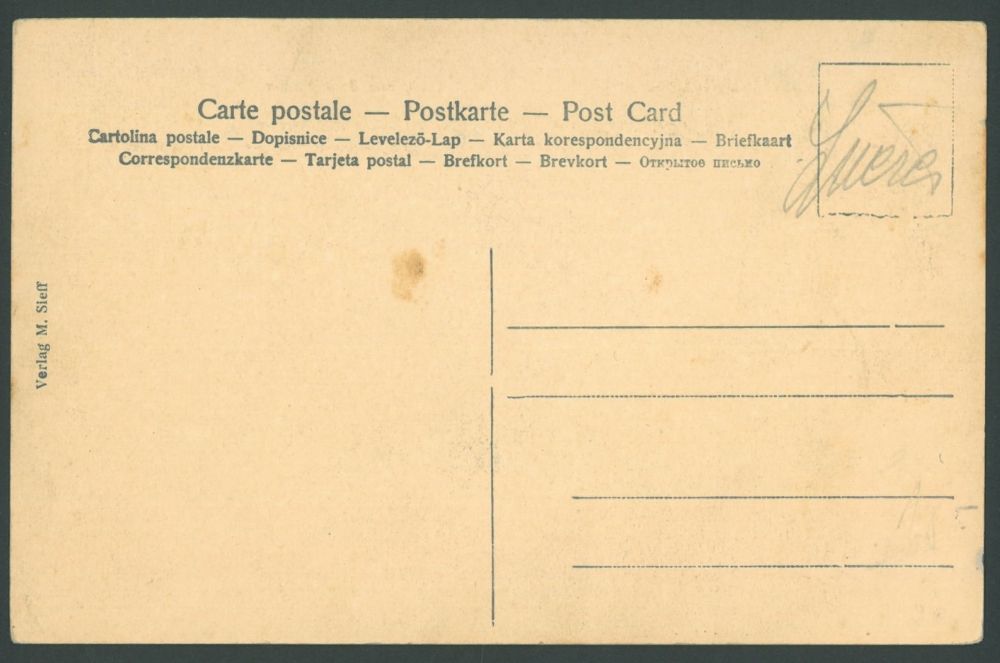 Carte postale — Postkarte — Post Card
Cartolina postale — Dopisnice — Levelező-Lap — Karta korespondencyjna — Briefkaart
Correspondenzkarte — Tarjeta postal — Brefkort — Brevkort — Открытое письмо
Verlag M. Sieff